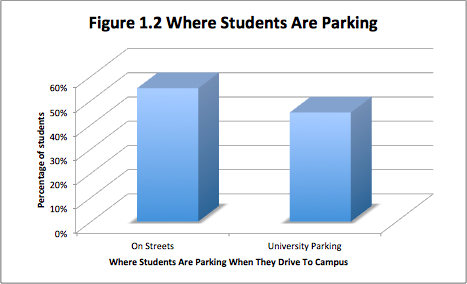 Figure 1.2 Where Students Are Parking
Percentage of students
60%
50%
40%
30%
20%
10%
0%
On Streets
University Parking
Where Students Are Parking When They Drive To Campus